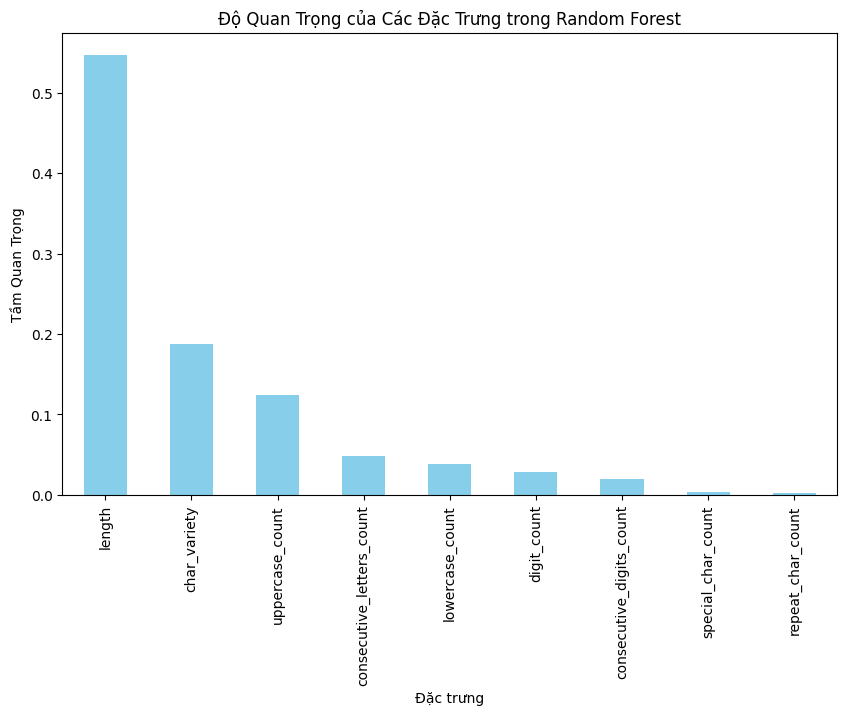 Độ Quan Trọng của Các Đặc Trưng trong Random Forest
Tầm Quan Trọng
0.5
0.4
0.3
0.2
0.1
0.0
length
char_variety
uppercase_count
consecutive_letters_count
lowercase_count
digit_count
consecutive_digits_count
special_char_count
repeat_char_count
Đặc trưng